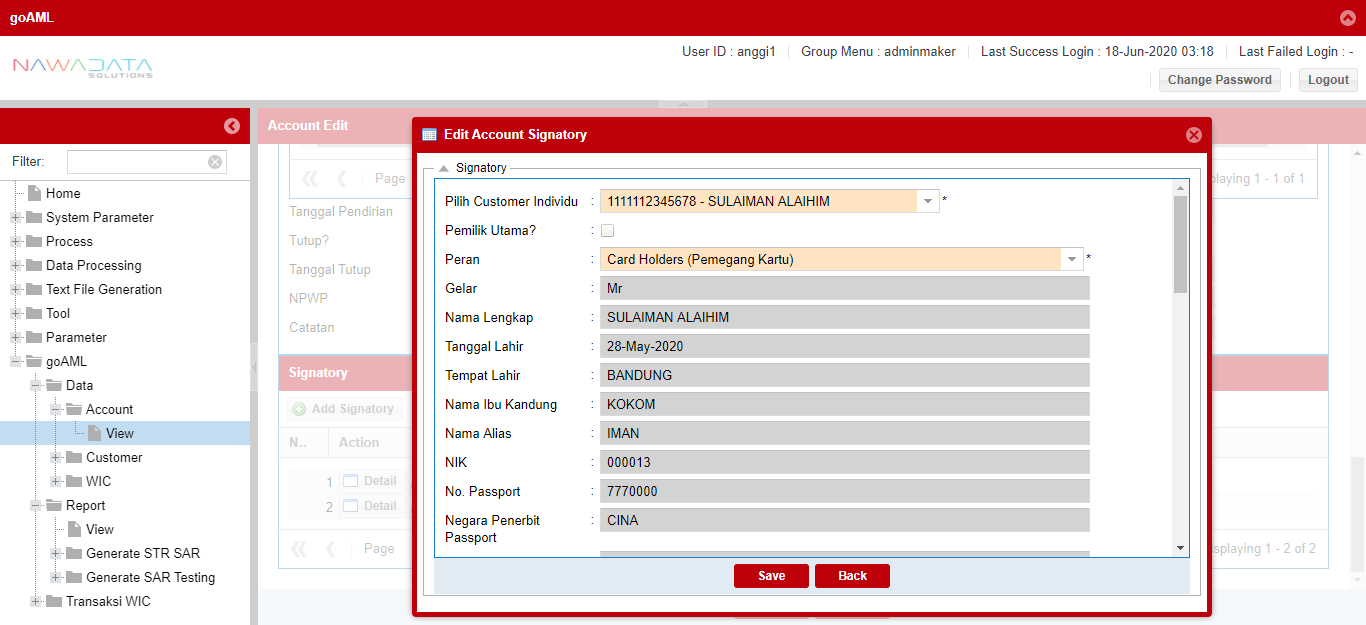 goAML
NAWADATA
SOLUTIONS
User ID : anggi1
Group Menu : adminmaker
Last Success Login : 18-Jun-2020 03:18
Last Failed Login : -
Change Password
Logout
Filter:
Home
System Parameter
Process
Data Processing
Text File Generation
Tool
Parameter
goAML
Data
Account
View
Customer
WIC
Report
View
Generate STR SAR
Generate SAR Testing
Transaksi WIC
Account Edit
Page
playing 1 - 1 of 1
Tanggal Pendirian
Tutup?
Tanggal Tutup
NPWP
Catatan
Signatory
Add Signatory
N..
Action
1
Detail
2
Detail
Page
splaying 1 - 2 of 2
Edit Account Signatory
Signatory
Pilih Customer Individu : 1111112345678 - SULAIMAN ALAIHIM *
Pemilik Utama? :
Peran : Card Holders (Pemegang Kartu) *
Gelar : Mr
Nama Lengkap : SULAIMAN ALAIHIM
Tanggal Lahir : 28-May-2020
Tempat Lahir : BANDUNG
Nama Ibu Kandung : KOKOM
Nama Alias : IMAN
NIK : 000013
No. Passport : 7770000
Negara Penerbit : CINA
Passport
Save
Back